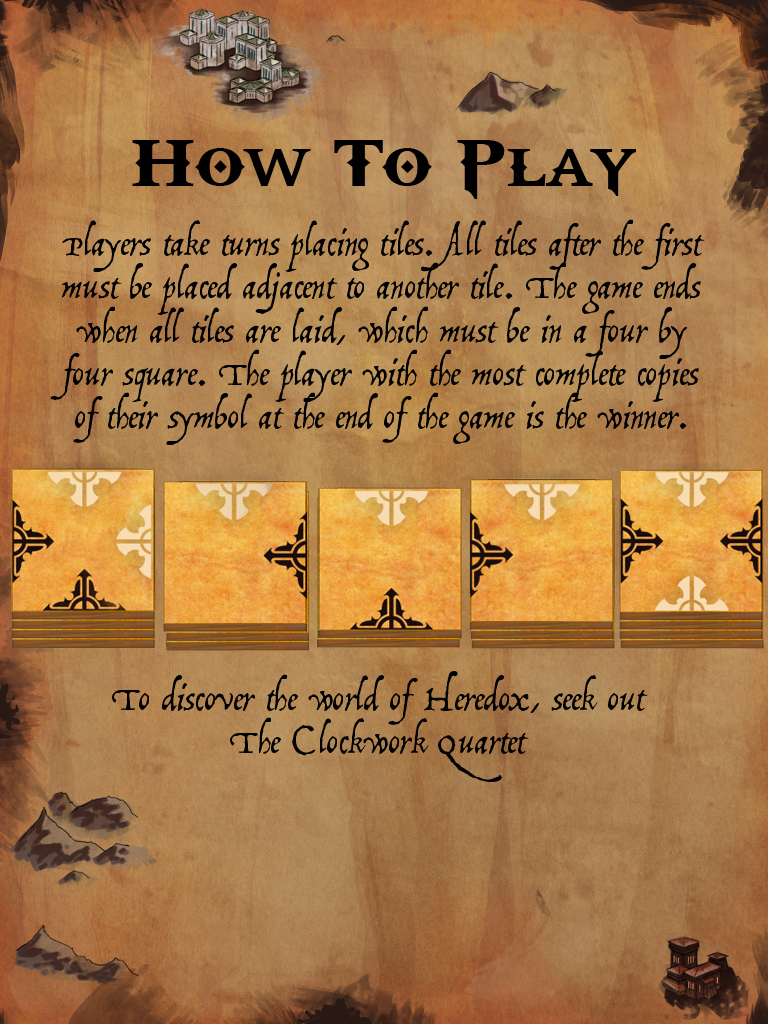 How To Play
Players take turns placing tiles. All tiles after the first
must be placed adjacent to another tile. The game ends
when all tiles are laid, which must be in a four by
four square. The player with the most complete copies
of their symbol at the end of the game is the winner.
To discover the world of Heredox, seek out
The Clockwork Quartet